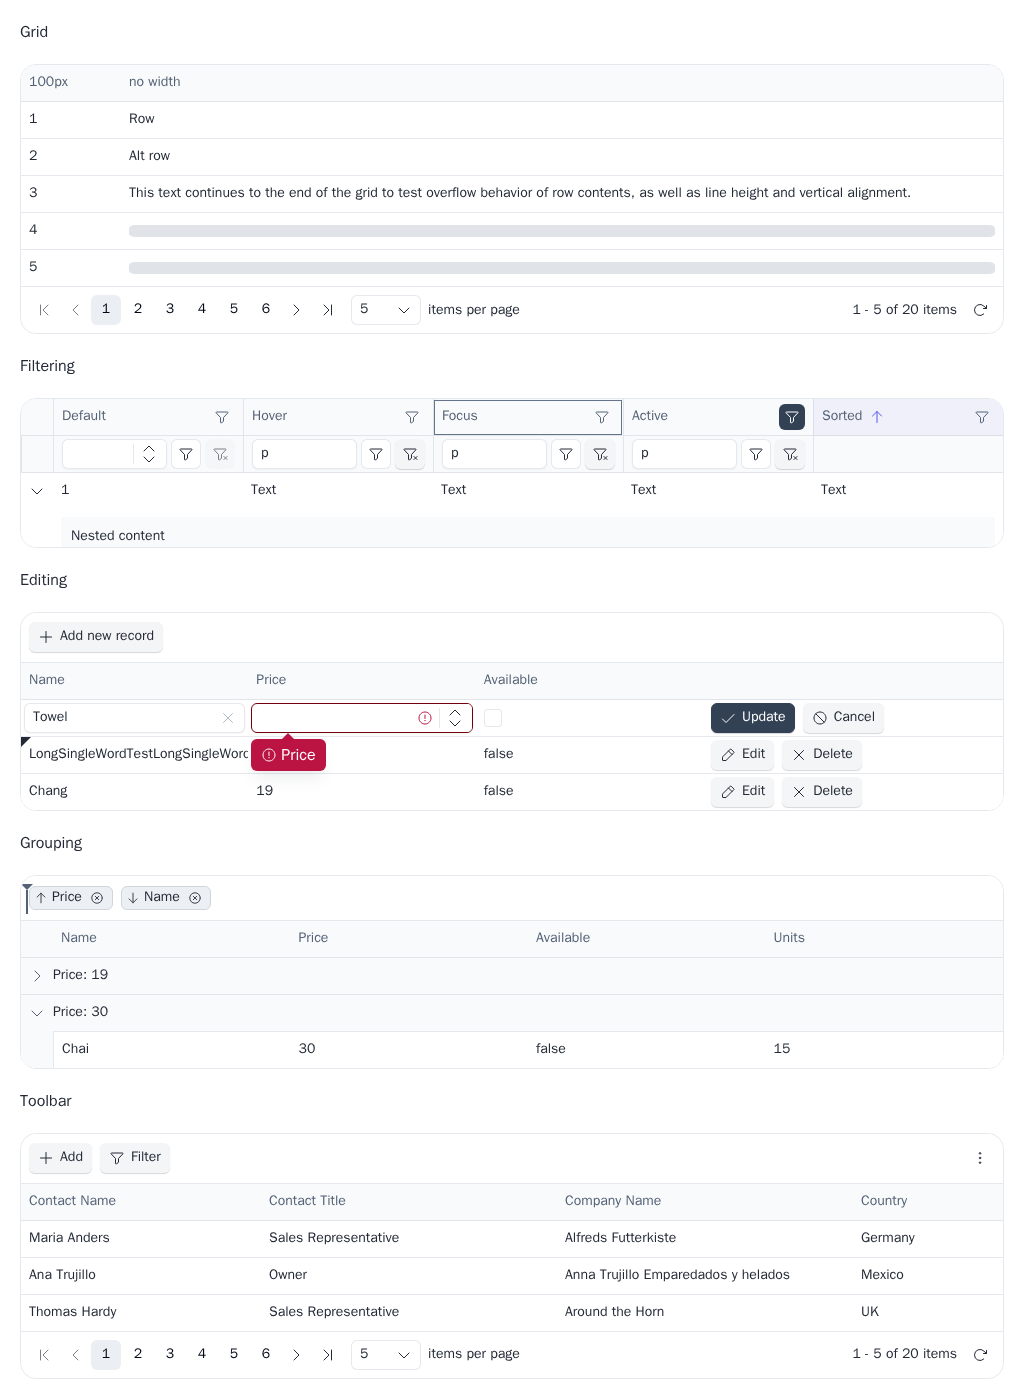 Grid
100px no width
1 Row
2 Alt row
3 This text continues to the end of the grid to test overflow behavior of row contents, as well as line height and vertical alignment.
4
5
1 2 3 4 5 6 5 items per page 1 - 5 of 20 items
Filtering
Default Hover Focus Active Sorted
p p p
1 Text Text Text Text
Nested content
Editing
Add new record
Name Price Available
Towel Update Cancel
Price
LongSingleWordTestLongSingleWord false Edit Delete
Chang 19 false Edit Delete
Grouping
Price Name
Name Price Available Units
Price: 19
Price: 30
Chai 30 false 15
Toolbar
Add Filter
Contact Name Contact Title Company Name Country
Maria Anders Sales Representative Alfreds Futterkiste Germany
Ana Trujillo Owner Anna Trujillo Emparedados y helados Mexico
Thomas Hardy Sales Representative Around the Horn UK
1 2 3 4 5 6 5 items per page 1 - 5 of 20 items